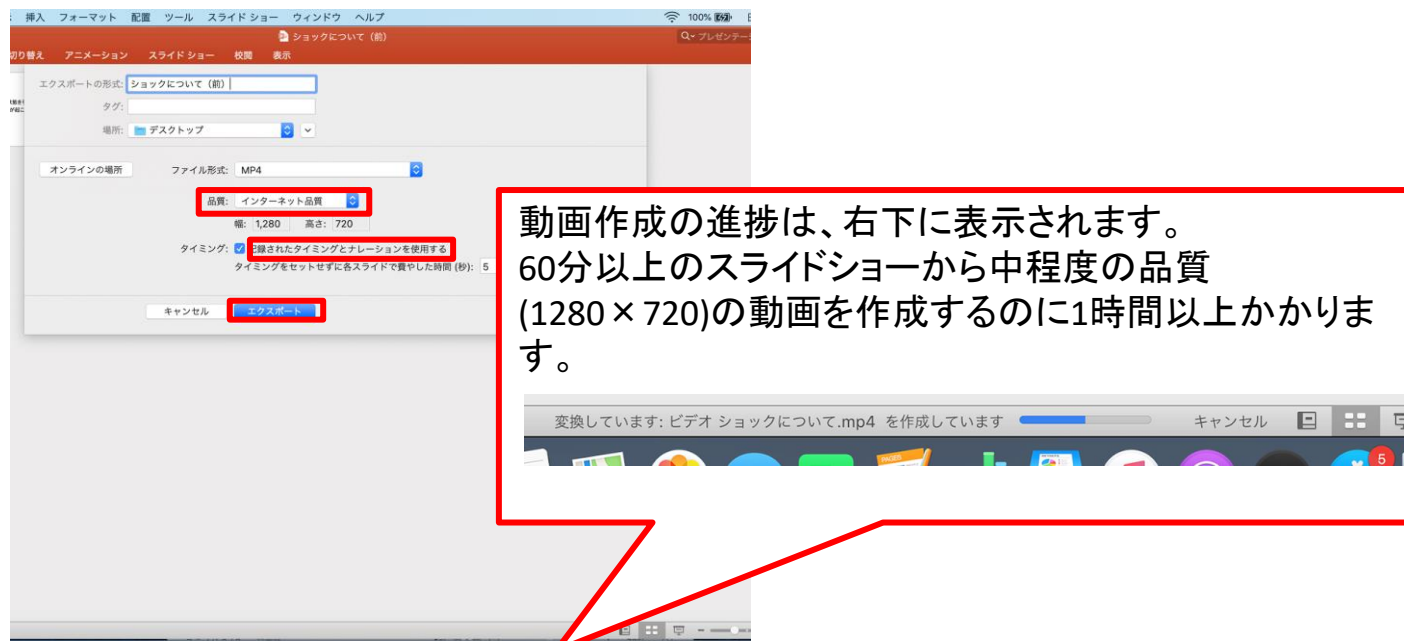 挿入 フォーマット 配置 ツール スライド ショー ウィンドウ ヘルプ 100%
ショックについて（前）
切り替え アニメーション スライド ショー 校閲 表示
エクスポートの形式: ショックについて（前）
タグ:
場所: デスクトップ
オンラインの場所 ファイル形式: MP4
品質: インターネット品質
幅: 1,280 高さ: 720
タイミング: 記録されたタイミングとナレーションを使用する
タイミングをセットせずに各スライドで費やした時間 (秒): 5
キャンセル エクスポート
動画作成の進捗は、右下に表示されます。
60分以上のスライドショーから中程度の品質
(1280×720)の動画を作成するのに1時間以上かかりま
す。
変換しています: ビデオ ショックについて.mp4 を作成しています キャンセル
5